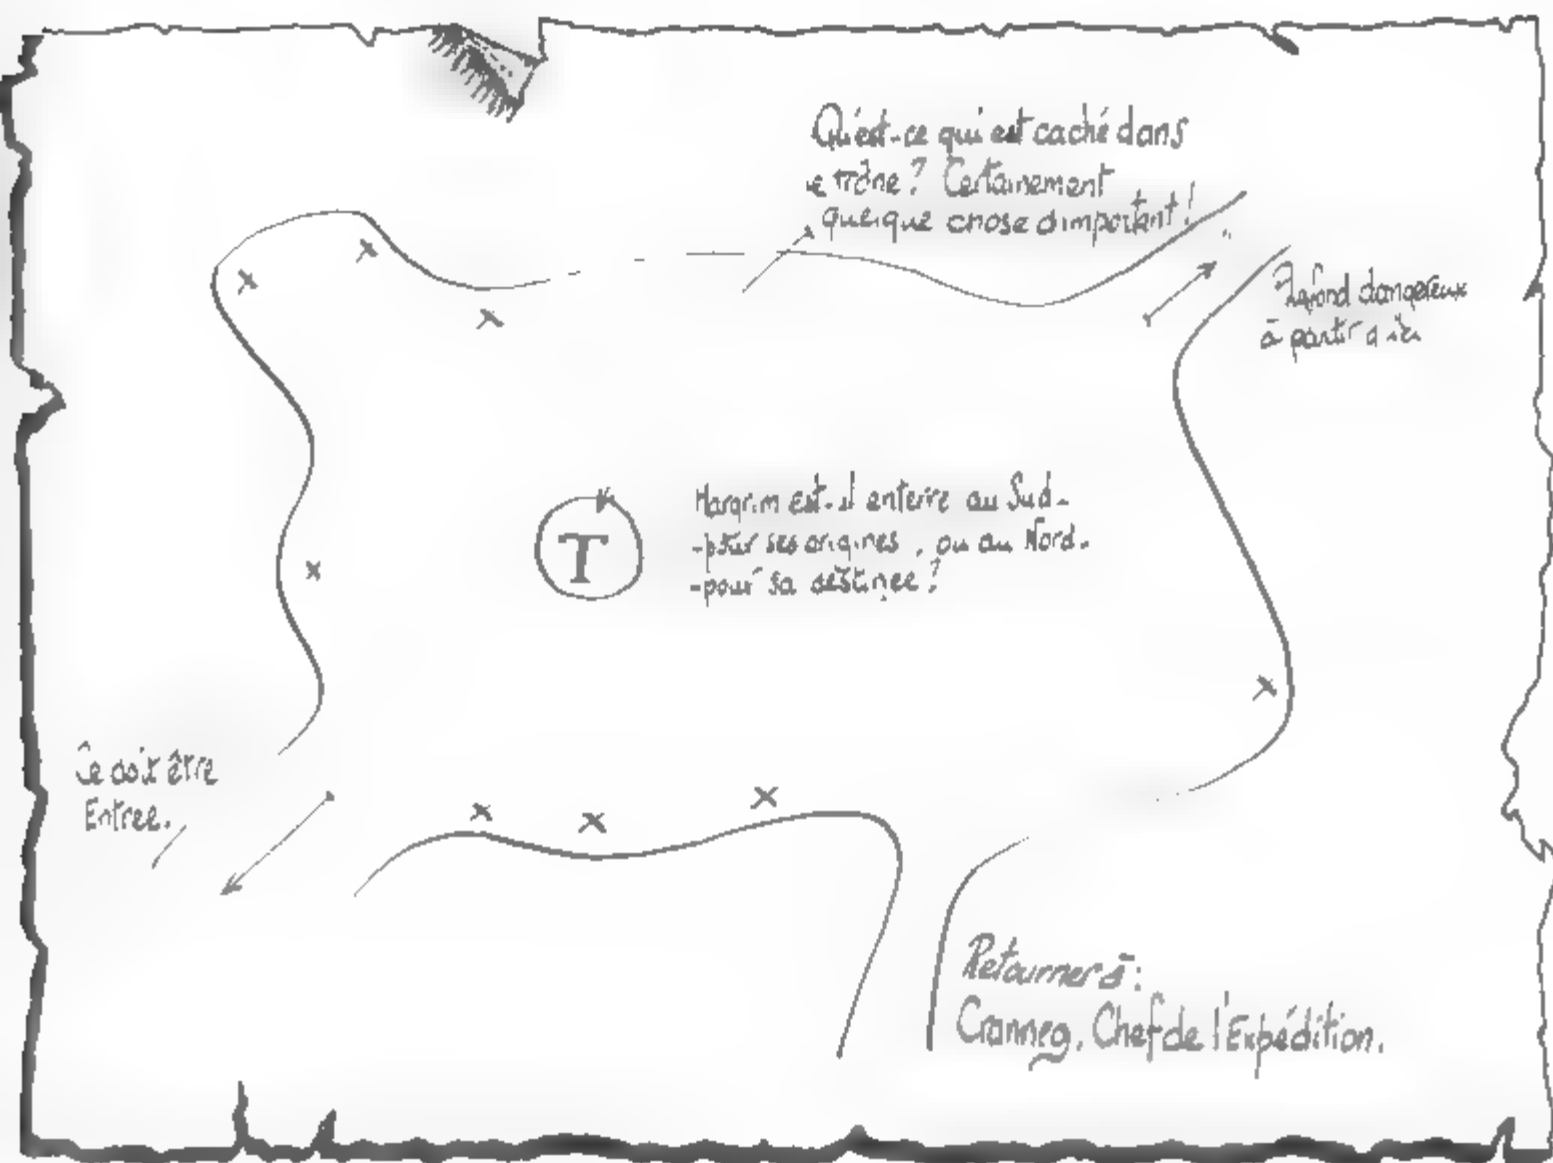 Qu'est-ce qui est caché dans
le trône? Certainement
quelque chose d'important!
Plafond dangereux
à partir d'ici
T
Margrim est-il enterré au Sud-
-pour ses origines, ou au Nord-
-pour sa destinée?
Ce doit être
Entrée.
Retourner à:
Cranneg. Chef de l'Expédition.